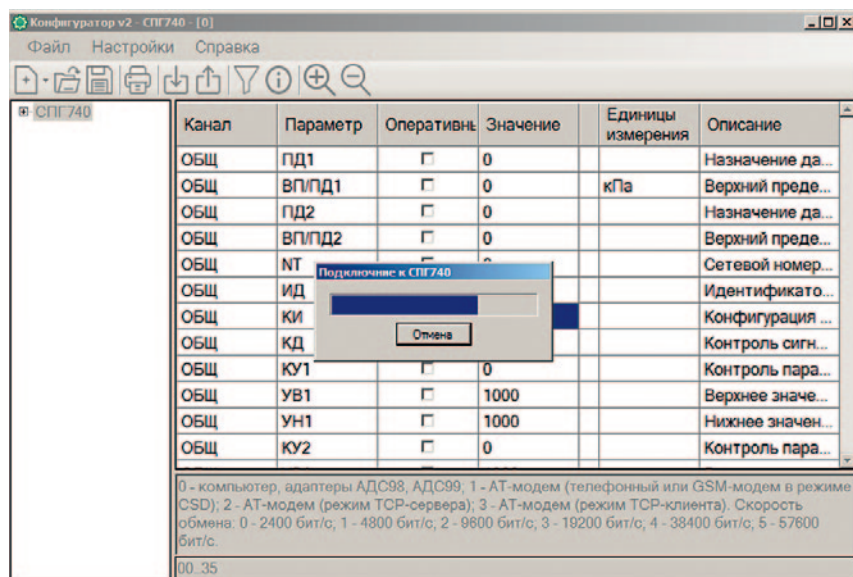 Конфигуратор v2 - СПГ740 - [0]
Файл Настройки Справка
СПГ740
Канал Параметр Оперативнь Значение Единицы измерения Описание
ОБЩ ПД1 0 Назначение да...
ОБЩ ВП/ПД1 0 кПа Верхний преде...
ОБЩ ПД2 0 Назначение да...
ОБЩ ВП/ПД2 0 Верхний преде...
ОБЩ NT Сетевой номер...
ОБЩ ИД Идентификато...
ОБЩ КИ Конфигурация ...
ОБЩ КД Контроль сигн...
ОБЩ КУ1 0 Контроль пара...
ОБЩ УВ1 1000 Верхнее значе...
ОБЩ УН1 1000 Нижнее значен...
ОБЩ КУ2 0 Контроль пара...
Подключние к СПГ740
Отмена
0 - компьютер, адаптеры АДС98, АДС99; 1 - АТ-модем (телефонный или GSM-модем в режиме
CSD); 2 - АТ-модем (режим TCP-сервера); 3 - АТ-модем (режим TCP-клиента). Скорость
обмена: 0 - 2400 бит/с, 1 - 4800 бит/с, 2 - 9600 бит/с, 3 - 19200 бит/с, 4 - 38400 бит/с, 5 - 57600
бит/с.
00..35